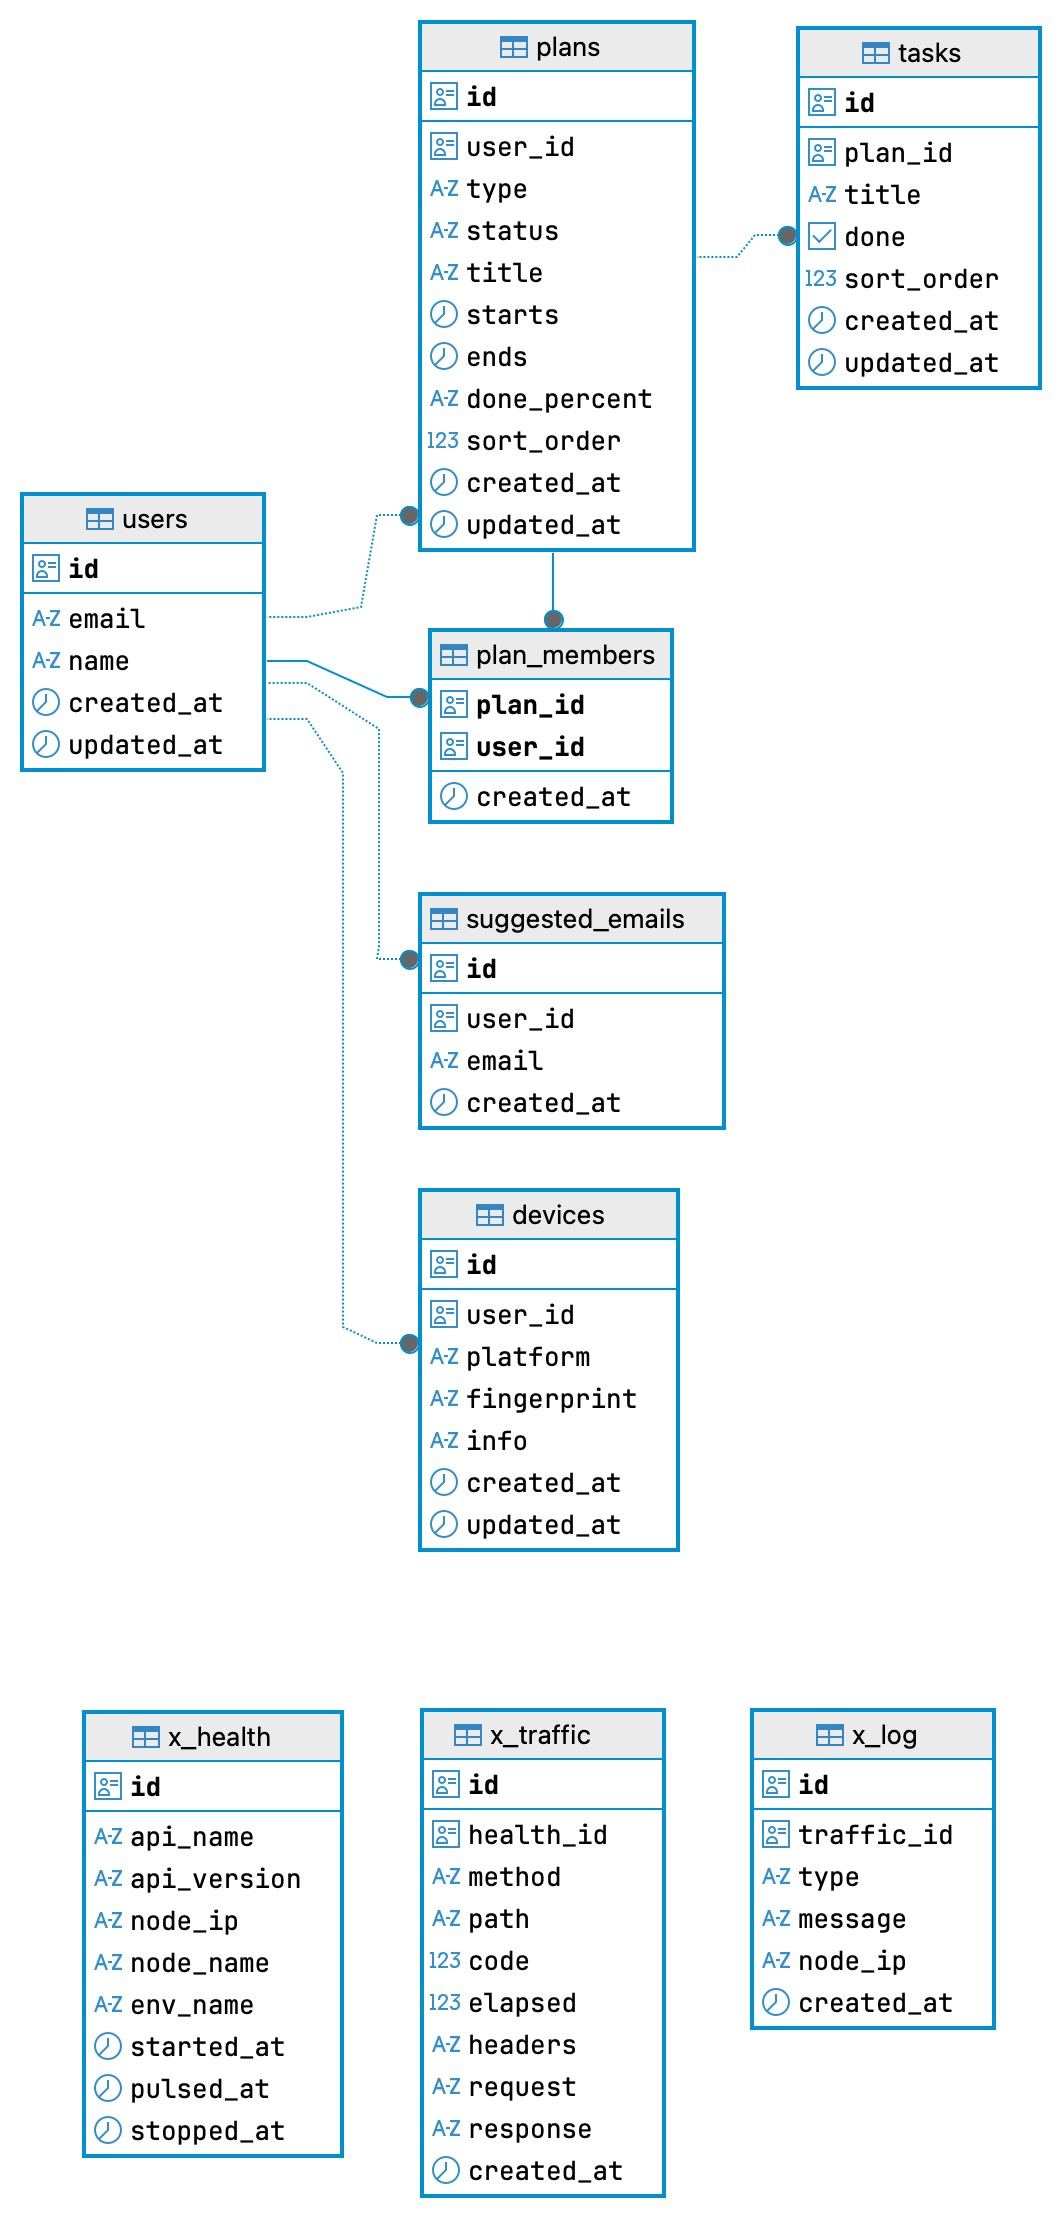 plans
id
user_id
A-Z type
A-Z status
A-Z title
starts
ends
A-Z done_percent
123 sort_order
created_at
updated_at
tasks
id
plan_id
A-Z title
done
123 sort_order
created_at
updated_at
users
id
A-Z email
A-Z name
created_at
updated_at
plan_members
plan_id
user_id
created_at
suggested_emails
id
user_id
A-Z email
created_at
devices
id
user_id
A-Z platform
A-Z fingerprint
A-Z info
created_at
updated_at
x_health
id
A-Z api_name
A-Z api_version
A-Z node_ip
A-Z node_name
A-Z env_name
started_at
pulsed_at
stopped_at
x_traffic
id
health_id
A-Z method
A-Z path
123 code
123 elapsed
A-Z headers
A-Z request
A-Z response
created_at
x_log
id
traffic_id
A-Z type
A-Z message
A-Z node_ip
created_at